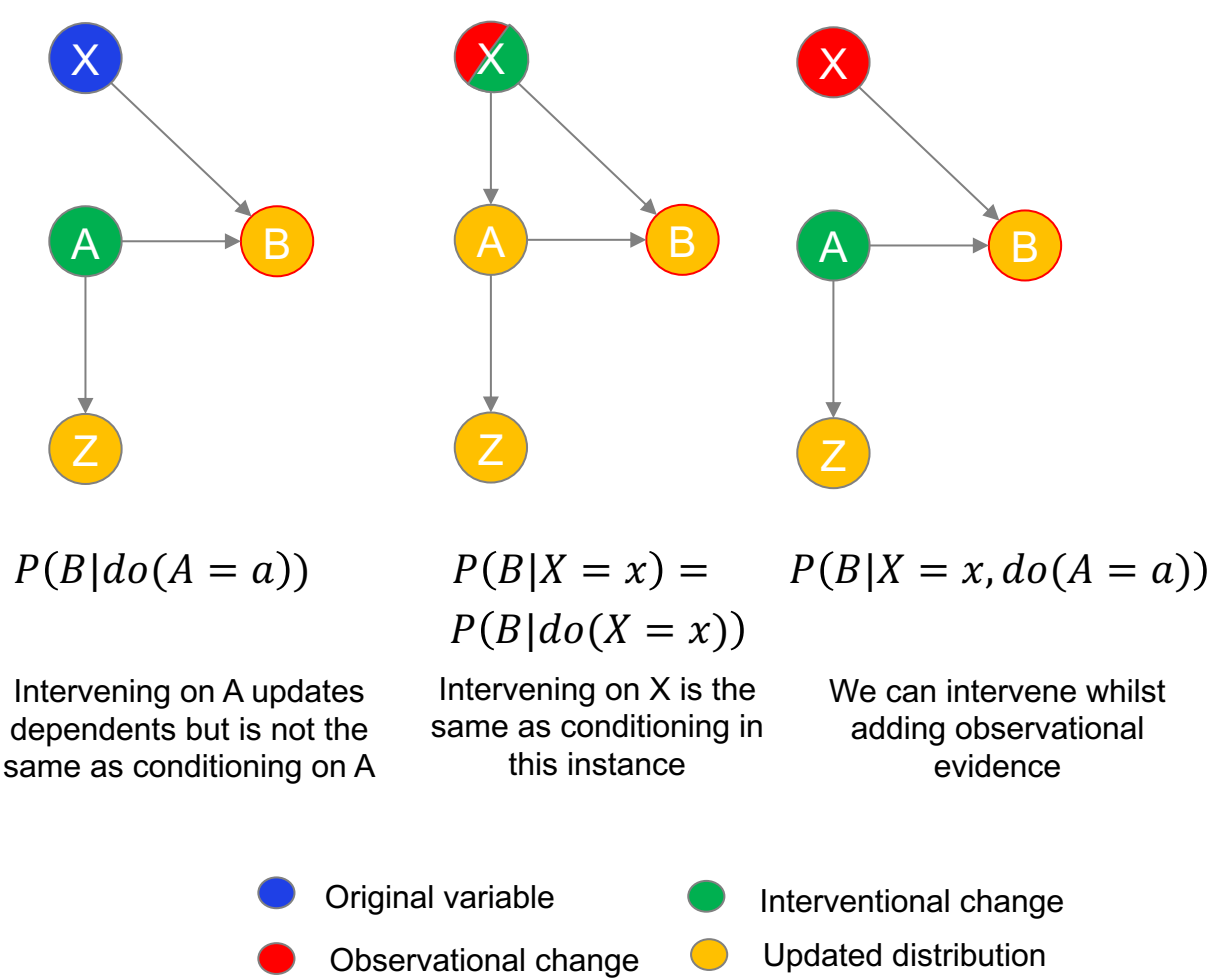 X
A
B
Z
X
A
B
Z
X
A
B
Z
P(B|do(A = a))
P(B|X = x) =
P(B|do(X = x))
P(B|X = x, do(A = a))
Intervening on A updates
dependents but is not the
same as conditioning on A
Intervening on X is the
same as conditioning in
this instance
We can intervene whilst
adding observational
evidence
Original variable
Interventional change
Observational change
Updated distribution